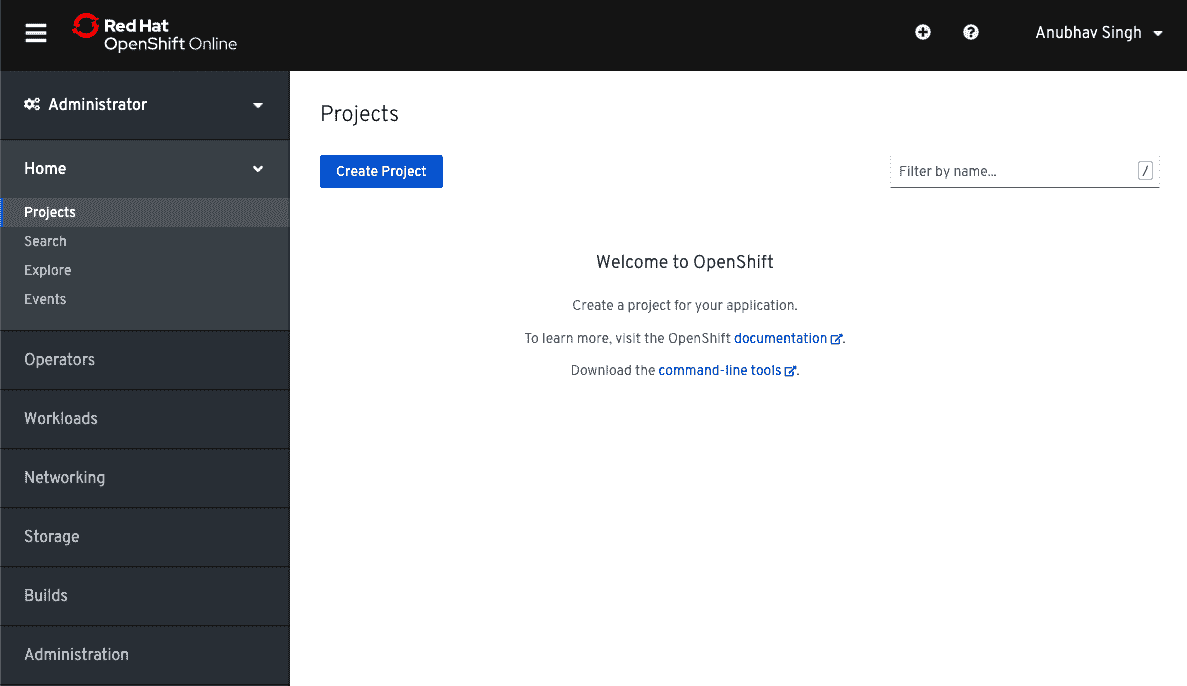 Red Hat
OpenShift Online
Anubhav Singh
Administrator
Home
Projects
Search
Explore
Events
Operators
Workloads
Networking
Storage
Builds
Administration
Projects
Create Project
Filter by name...
/
Welcome to OpenShift
Create a project for your application.
To learn more, visit the OpenShift documentation.
Download the command-line tools.